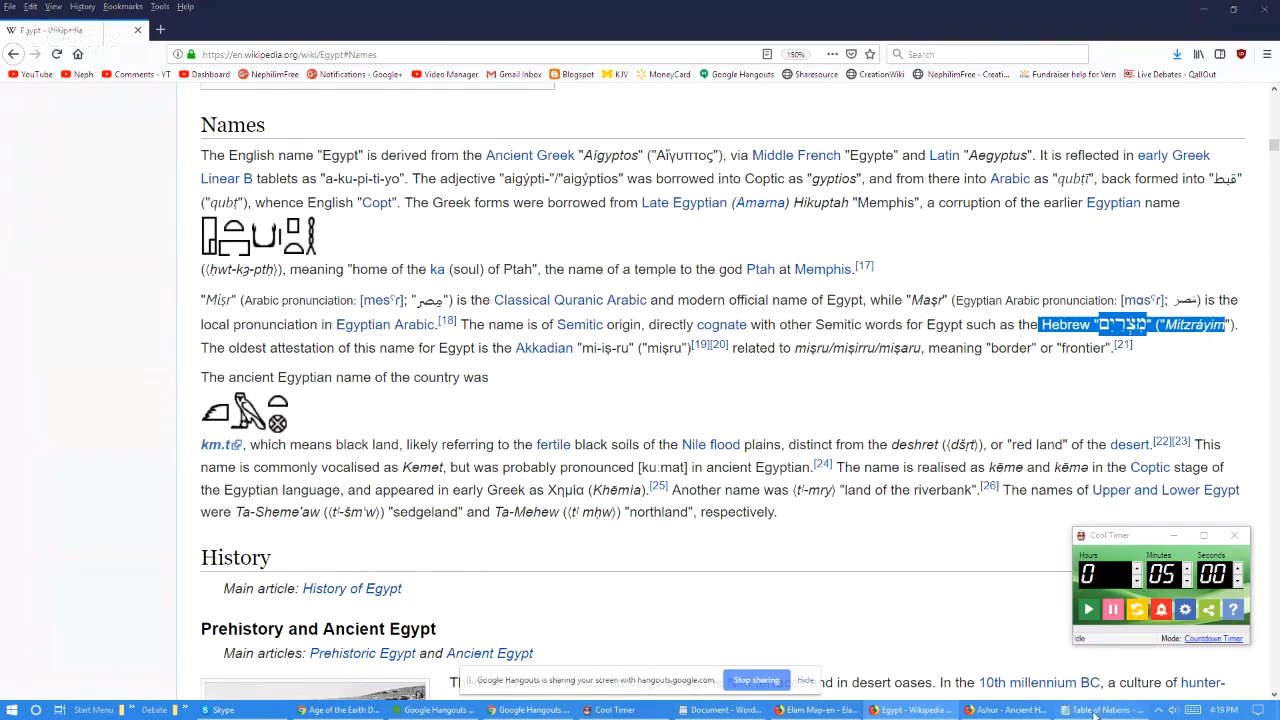 File Edit View History Bookmarks Tools Help
Egypt - Wikipedia
https://en.wikipedia.org/wiki/Egypt#Names 150% Search
YouTube Neph Comments - YT Dashboard NephilimFree Notifications - Google+ Video Manager Gmail Inbox Blogspot KJV MoneyCard Google Hangouts Sharesource CreationWiki NephilimFree - Creati... Fundraiser help for Vern Live Debates - QallOut
Names
The English name "Egypt" is derived from the Ancient Greek "Aígyptos" ("Αἴγυπτος"), via Middle French "Egypte" and Latin "Aegyptus". It is reflected in early Greek
Linear B tablets as "a-ku-pi-ti-yo". The adjective "aigýpti-"/"aigýptios" was borrowed into Coptic as "gyptios", and from there into Arabic as "qubṭī", back formed into "قبط"
("qubṭ"), whence English "Copt". The Greek forms were borrowed from Late Egyptian (Amarna) Hikuptah "Memphis", a corruption of the earlier Egyptian name
(⟨ḥwt-kȝ-ptḥ⟩), meaning "home of the ka (soul) of Ptah", the name of a temple to the god Ptah at Memphis.[17]
"Miṣr" (Arabic pronunciation: [mesˤɾ]; "مِصر") is the Classical Quranic Arabic and modern official name of Egypt, while "Maṣr" (Egyptian Arabic pronunciation: [mɑsˤɾ]; مَصر) is the
local pronunciation in Egyptian Arabic.[18] The name is of Semitic origin, directly cognate with other Semitic words for Egypt such as the Hebrew "מִצְרַיִם" ("Mitzráyim").
The oldest attestation of this name for Egypt is the Akkadian "mi-iṣ-ru" ("miṣru")[19][20] related to miṣru/miṣirru/miṣaru, meaning "border" or "frontier".[21]
The ancient Egyptian name of the country was
km.t, which means black land, likely referring to the fertile black soils of the Nile flood plains, distinct from the deshret (⟨dšṛt⟩), or "red land" of the desert.[22][23] This
name is commonly vocalised as Kemet, but was probably pronounced [kuːmat] in ancient Egyptian.[24] The name is realised as kēme and kēmə in the Coptic stage of
the Egyptian language, and appeared in early Greek as Χημία (Khēmía).[25] Another name was ⟨tꜣ-mry⟩ "land of the riverbank".[26] The names of Upper and Lower Egypt
were Ta-Sheme'aw (⟨tꜣ-šmꜥw⟩) "sedgeland" and Ta-Mehew (⟨tꜣ mḥw⟩) "northland", respectively.
History
Main article: History of Egypt
Prehistory and Ancient Egypt
Main articles: Prehistoric Egypt and Ancient Egypt
and in desert oases. In the 10th millennium BC, a culture of hunter-
Cool Timer
Hours Minutes Seconds
0 05 00
Idle Mode: Countdown Timer
Google Hangouts is sharing your screen with hangouts.google.com. Stop sharing Hide
Start Menu Debate Skype Age of the Earth D... Google Hangouts ... Google Hangouts ... Cool Timer Document - Word... Elam Map-en - Ela... Egypt - Wikipedia ... Ashur - Ancient H... Table of Nations - ... 4:19 PM